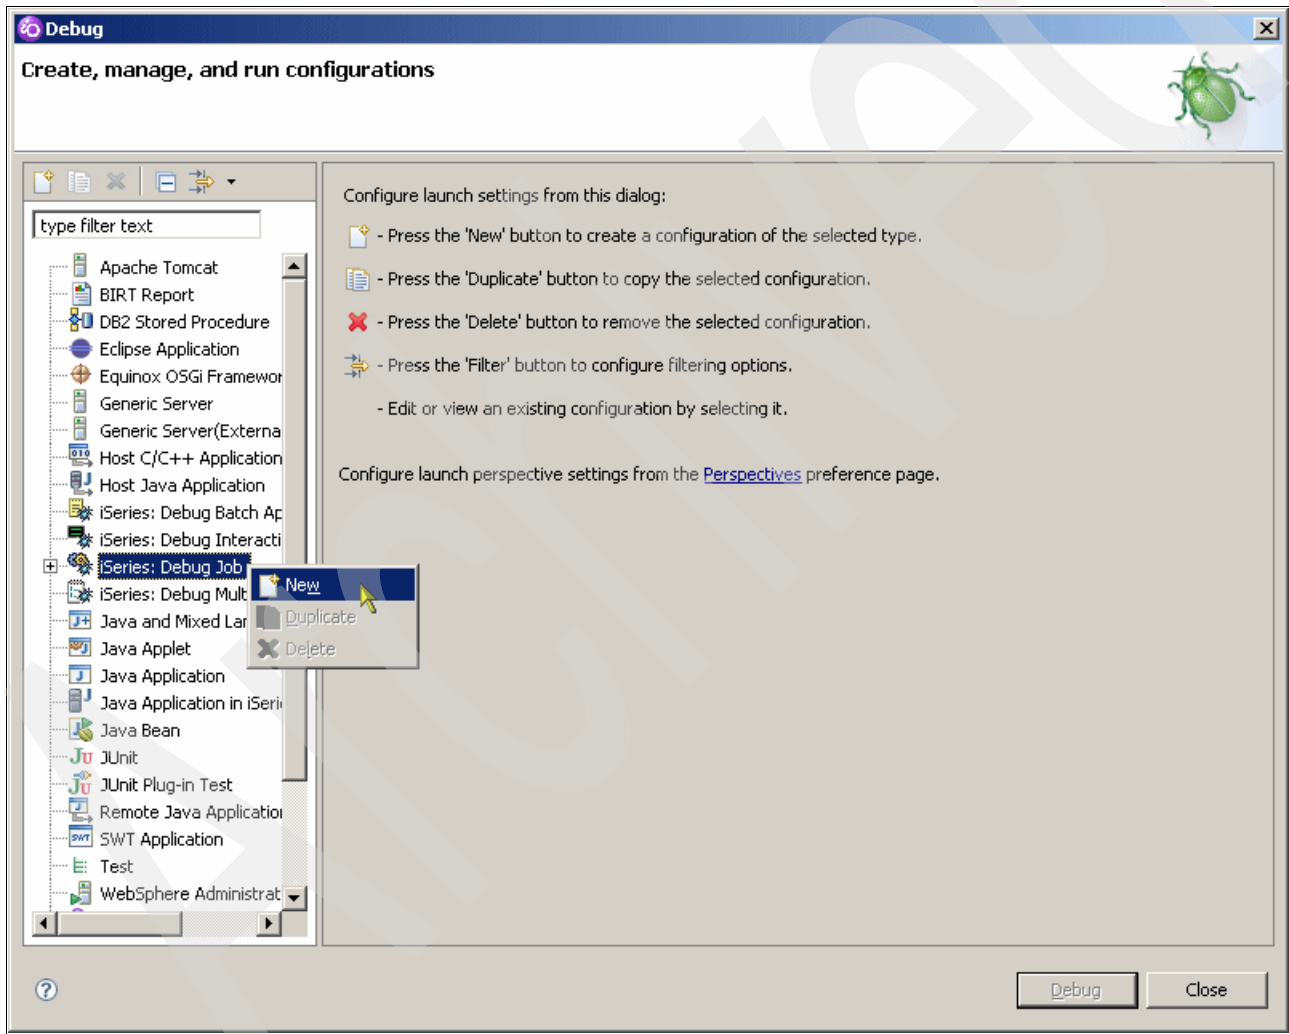 Debug
Create, manage, and run configurations
type filter text
Apache Tomcat
BIRT Report
DB2 Stored Procedure
Eclipse Application
Equinox OSGi Framewor
Generic Server
Generic Server(Externa
Host C/C++ Application
Host Java Application
iSeries: Debug Batch Ap
iSeries: Debug Interacti
iSeries: Debug Job
iSeries: Debug Mult
Java and Mixed Lar
Java Applet
Java Application
Java Application in iSeri
Java Bean
JUnit
JUnit Plug-in Test
Remote Java Application
SWT Application
Test
WebSphere Administrat
New
Duplicate
Delete
Configure launch settings from this dialog:
- Press the 'New' button to create a configuration of the selected type.
- Press the 'Duplicate' button to copy the selected configuration.
- Press the 'Delete' button to remove the selected configuration.
- Press the 'Filter' button to configure filtering options.
- Edit or view an existing configuration by selecting it.
Configure launch perspective settings from the Perspectives preference page.
Debug
Close